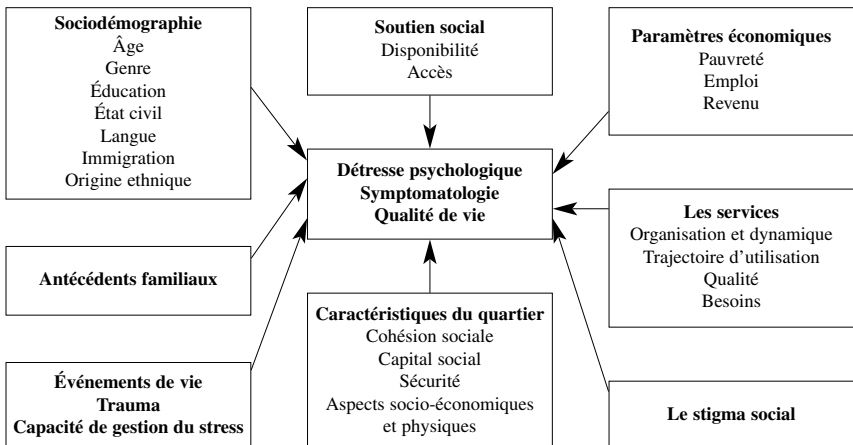 Sociodémographie
Âge
Genre
Éducation
État civil
Langue
Immigration
Origine ethnique
Soutien social
Disponibilité
Accès
Paramètres économiques
Pauvreté
Emploi
Revenu
Détresse psychologique
Symptomatologie
Qualité de vie
Antécédents familiaux
Les services
Organisation et dynamique
Trajectoire d’utilisation
Qualité
Besoins
Événements de vie
Trauma
Capacité de gestion du stress
Caractéristiques du quartier
Cohésion sociale
Capital social
Sécurité
Aspects socio-économiques
et physiques
Le stigma social